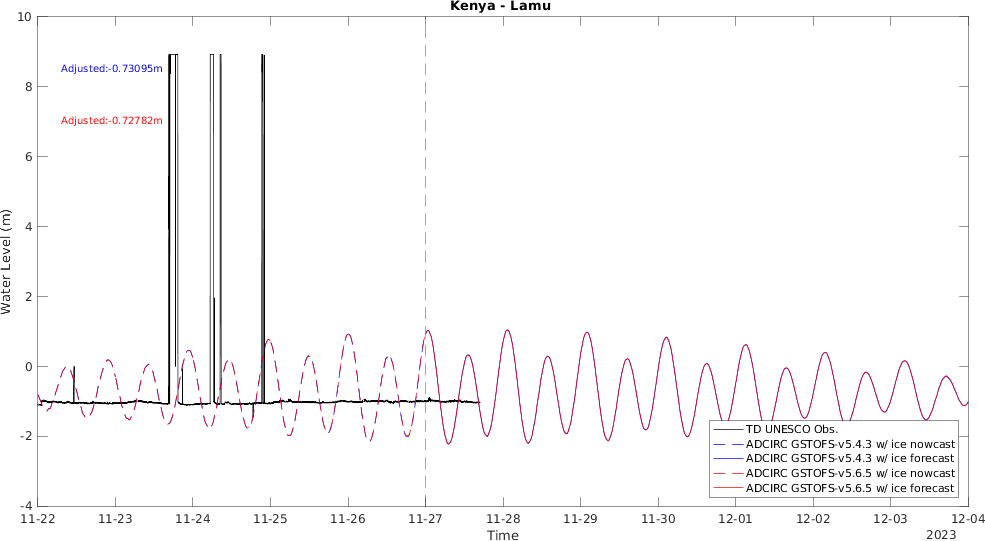 Kenya - Lamu
10
8
6
4
2
0
-2
-4
Water Level (m)
Adjusted:-0.73095m
Adjusted:-0.72782m
TD UNESCO Obs.
ADCIRC GSTOFS-v5.4.3 w/ ice nowcast
ADCIRC GSTOFS-v5.4.3 w/ ice forecast
ADCIRC GSTOFS-v5.6.5 w/ ice nowcast
ADCIRC GSTOFS-v5.6.5 w/ ice forecast
11-22 11-23 11-24 11-25 11-26 11-27 11-28 11-29 11-30 12-01 12-02 12-03 12-04
Time
2023